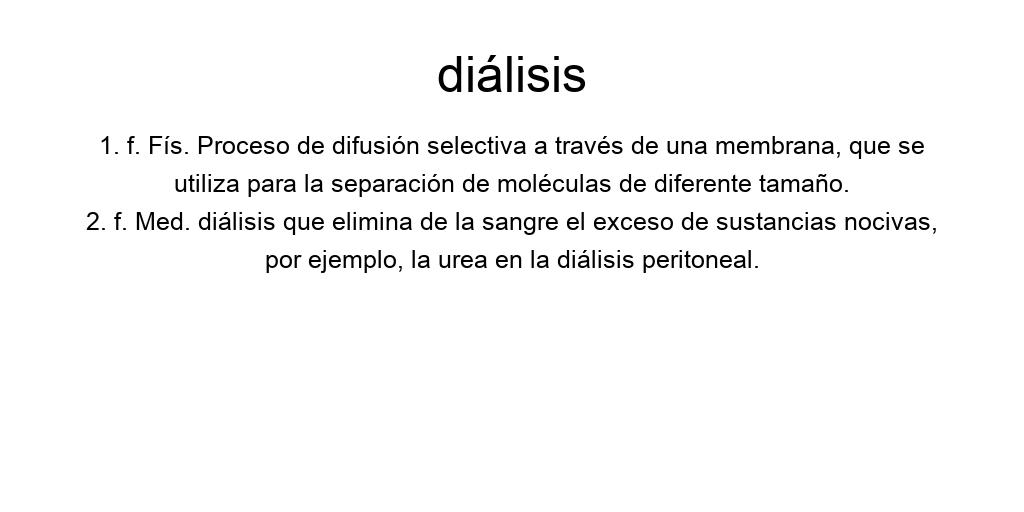 diálisis
1. f. Fís. Proceso de difusión selectiva a través de una membrana, que se
utiliza para la separación de moléculas de diferente tamaño.
2. f. Med. diálisis que elimina de la sangre el exceso de sustancias nocivas,
por ejemplo, la urea en la diálisis peritoneal.